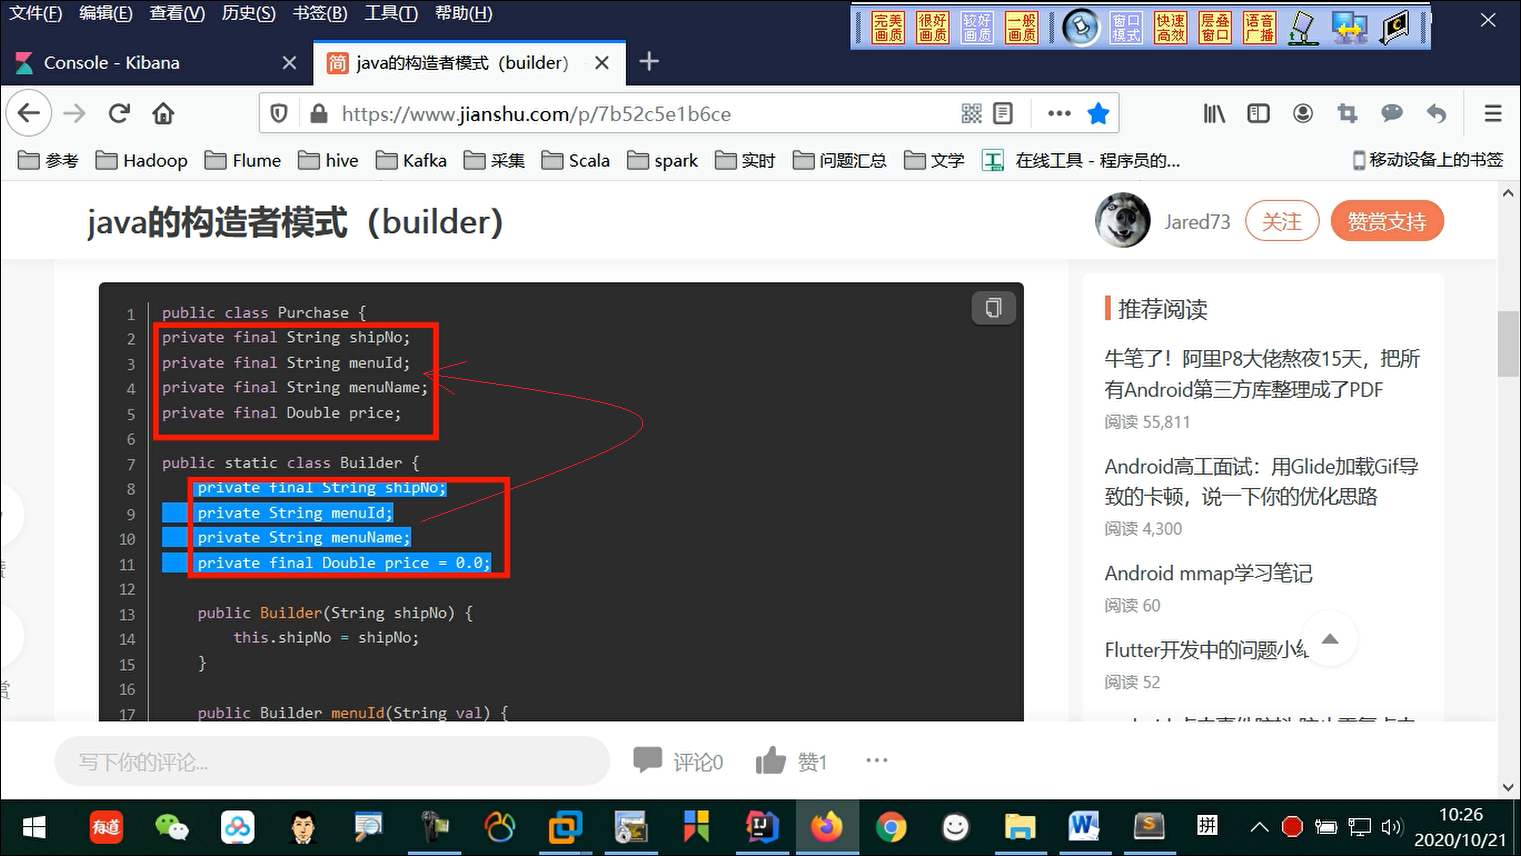 文件(F) 编辑(E) 查看(V) 历史(S) 书签(B) 工具(T) 帮助(H)
完美画质 很好画质 较好画质 一般画质 窗口模式 快速高效 层叠窗口 语音广播
Console - Kibana
简 java的构造者模式（builder）
https://www.jianshu.com/p/7b52c5e1b6ce
参考 Hadoop Flume hive Kafka 采集 Scala spark 实时 问题汇总 文学 工 在线工具 - 程序员的... 移动设备上的书签
java的构造者模式（builder）
Jared73 关注 赞赏支持
1 public class Purchase {
2 private final String shipNo;
3 private final String menuId;
4 private final String menuName;
5 private final Double price;
6
7 public static class Builder {
8 private final String shipNo;
9 private String menuId;
10 private String menuName;
11 private final Double price = 0.0;
12
13 public Builder(String shipNo) {
14 this.shipNo = shipNo;
15 }
16
17 public Builder menuId(String val) {
推荐阅读
牛笔了！阿里P8大佬熬夜15天，把所
有Android第三方库整理成了PDF
阅读 55,811
Android高工面试：用Glide加载Gif导
致的卡顿，说一下你的优化思路
阅读 4,300
Android mmap学习笔记
阅读 60
Flutter开发中的问题小
阅读 52
赏
写下你的评论...
评论0 赞1
有道
IJ
W
S
拼
10:26
2020/10/21